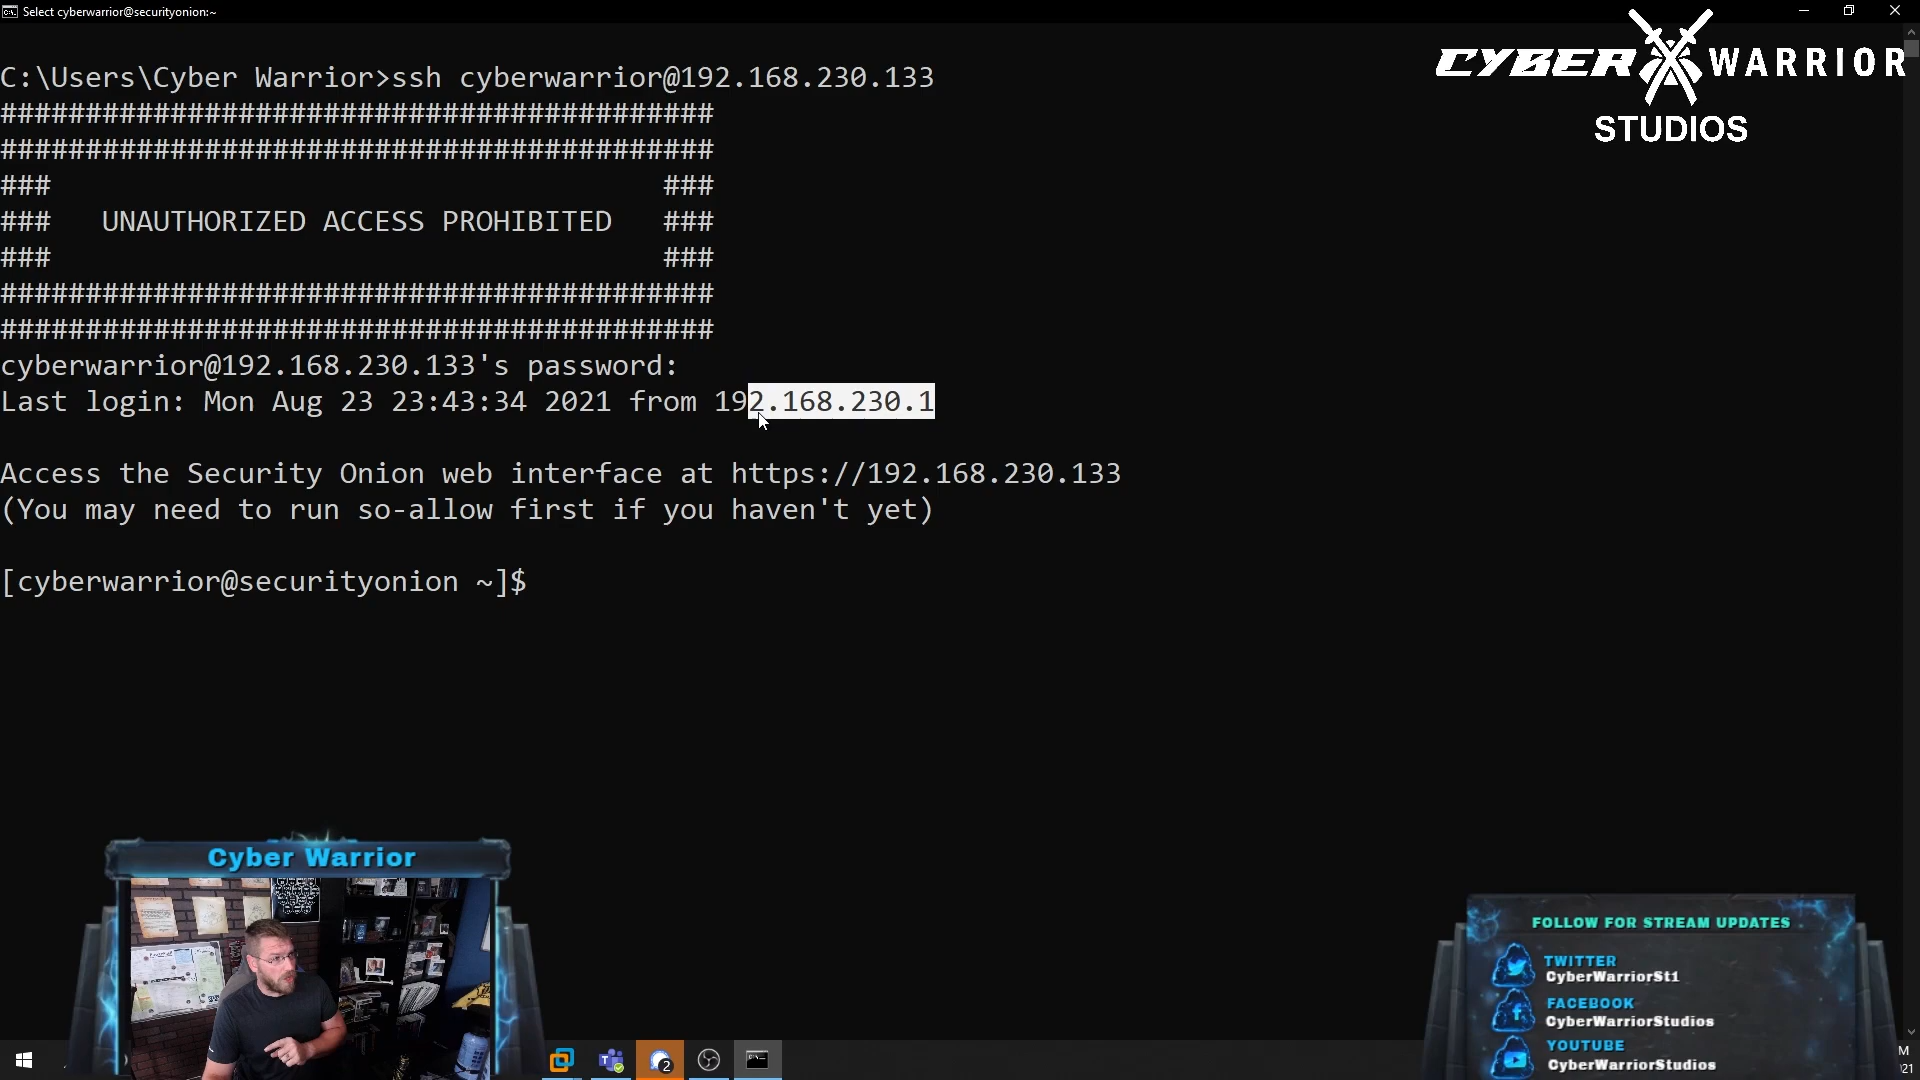 Select cyberwarrior@securityonion:~
CYBER WARRIOR
STUDIOS
C:\Users\Cyber Warrior>ssh cyberwarrior@192.168.230.133
##########################################
##########################################
###                                    ###
###   UNAUTHORIZED ACCESS PROHIBITED   ###
###                                    ###
##########################################
##########################################
cyberwarrior@192.168.230.133's password:
Last login: Mon Aug 23 23:43:34 2021 from 192.168.230.1
Access the Security Onion web interface at https://192.168.230.133
(You may need to run so-allow first if you haven't yet)
[cyberwarrior@securityonion ~]$
Cyber Warrior
FOLLOW FOR STREAM UPDATES
TWITTER
CyberWarriorSt1
FACEBOOK
CyberWarriorStudios
YOUTUBE
CyberWarriorStudios
2
M
021